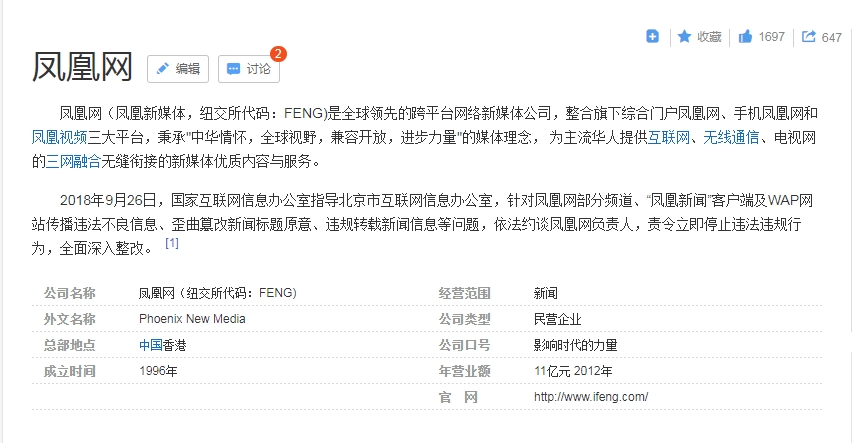 收藏 1697 647
凤凰网 编辑 讨论 2
凤凰网（凤凰新媒体，纽交所代码：FENG)是全球领先的跨平台网络新媒体公司，整合旗下综合门户凤凰网、手机凤凰网和
凤凰视频三大平台，秉承"中华情怀，全球视野，兼容开放，进步力量"的媒体理念， 为主流华人提供互联网、无线通信、电视网
的三网融合无缝衔接的新媒体优质内容与服务。
2018年9月26日，国家互联网信息办公室指导北京市互联网信息办公室，针对凤凰网部分频道、“凤凰新闻”客户端及WAP网
站传播违法不良信息、歪曲篡改新闻标题原意、违规转载新闻信息等问题，依法约谈凤凰网负责人，责令立即停止违法违规行
为，全面深入整改。 [1]
公司名称 凤凰网（纽交所代码：FENG) 经营范围 新闻
外文名称 Phoenix New Media 公司类型 民营企业
总部地点 中国香港 公司口号 影响时代的力量
成立时间 1996年 年营业额 11亿元 2012年
官 网 http://www.ifeng.com/